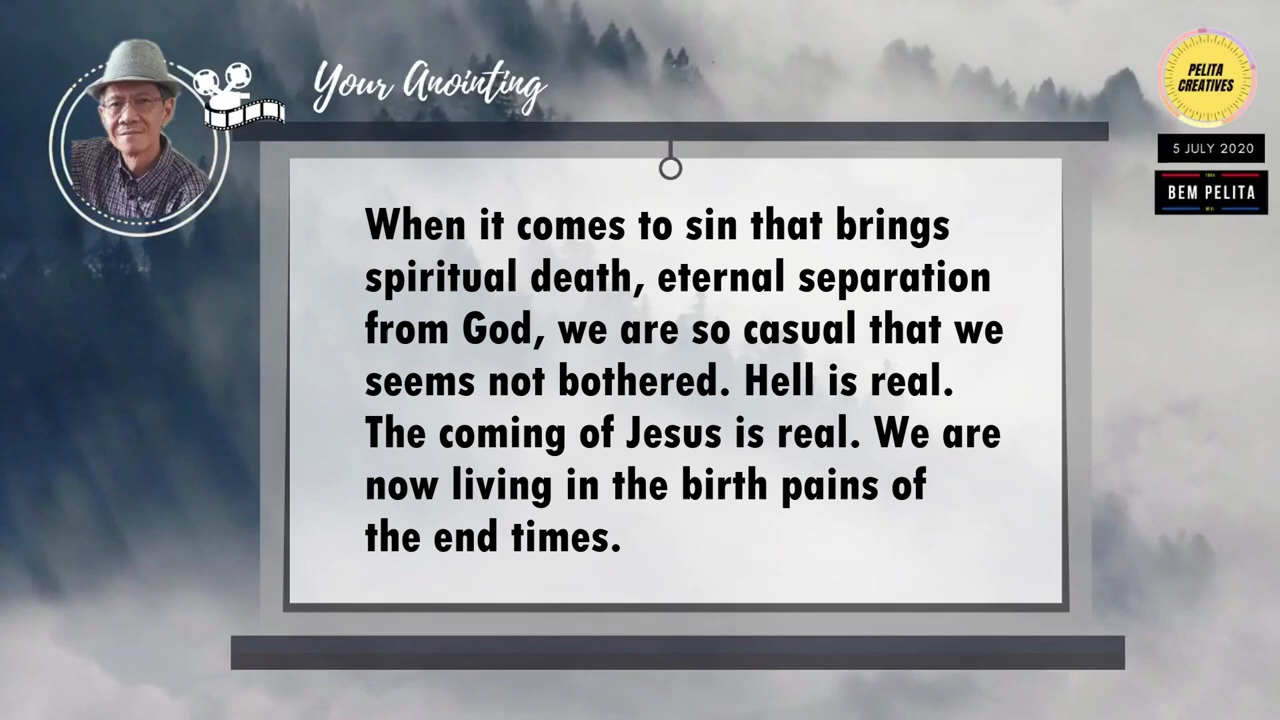 Your Anointing
PELITA
CREATIVES
5 JULY 2020
BEM PELITA
When it comes to sin that brings
spiritual death, eternal separation
from God, we are so casual that we
seems not bothered. Hell is real.
The coming of Jesus is real. We are
now living in the birth pains of
the end times.